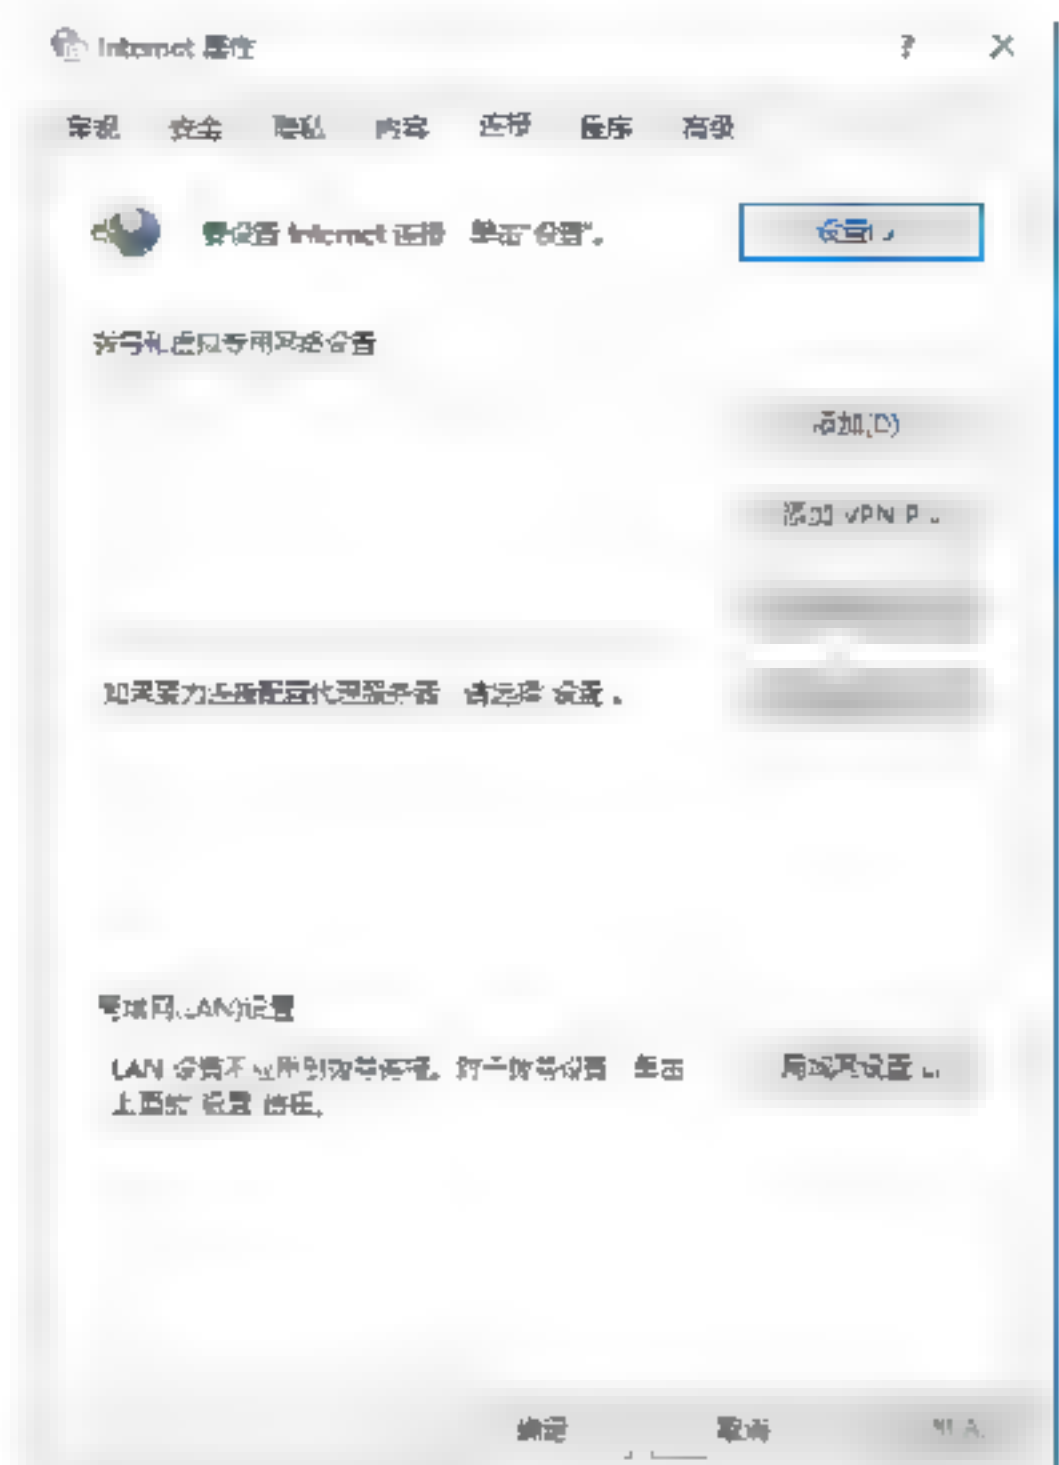 Internet 属性
常规 安全 隐私 内容 连接 程序 高级
要设置 Internet 连接，单击“设置”。
设置
拨号和虚拟专用网络设置
添加(D)
添加 VPN P...
如果要为连接配置代理服务器，请选择“设置”。
局域网(LAN)设置
LAN 设置不应用到拨号连接。对于拨号设置，单击
上面的“设置”按钮。
局域网设置
确定 取消